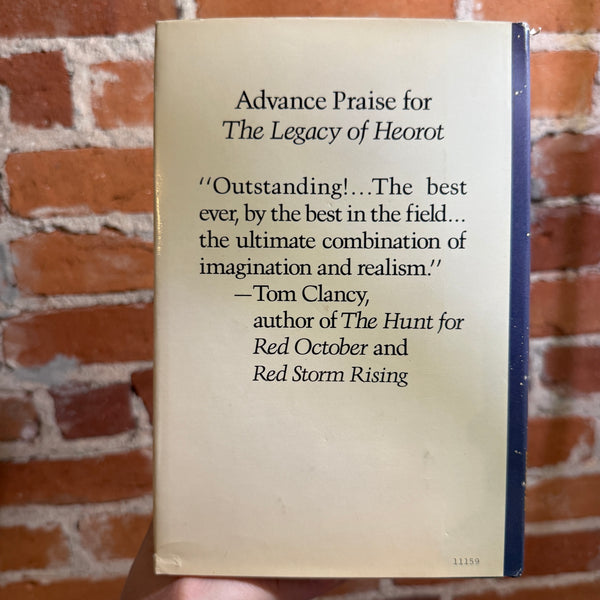 Advance Praise for
The Legacy of Heorot
"Outstanding!...The best
ever, by the best in the field...
the ultimate combination of
imagination and realism."
—Tom Clancy,
author of The Hunt for
Red October and
Red Storm Rising
11159